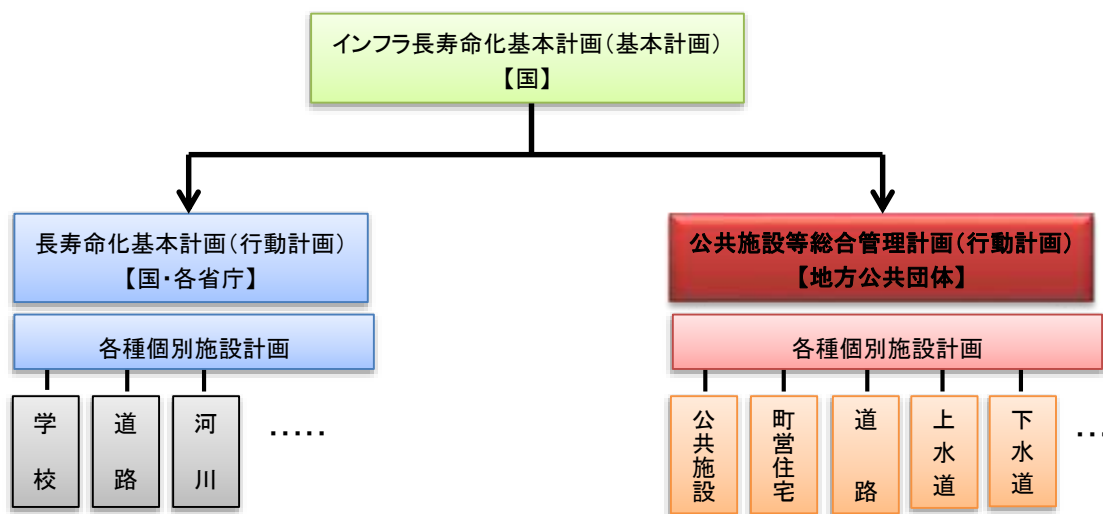 インフラ長寿命化基本計画(基本計画)
【国】
長寿命化基本計画(行動計画)
【国・各省庁】
各種個別施設計画
学校
道路
河川
・・・・・
公共施設等総合管理計画(行動計画)
【地方公共団体】
各種個別施設計画
公共施設
町営住宅
道路
上水道
下水道
・・・